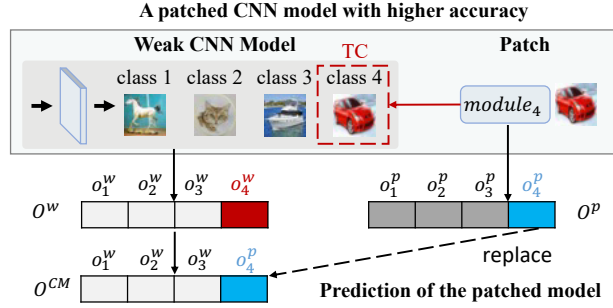 A patched CNN model with higher accuracy
Weak CNN Model
TC
Patch
class 1
class 2
class 3
class 4
module₄
o₁ʷ o₂ʷ o₃ʷ o₄ʷ
Oʷ
o₁ᵖ o₂ᵖ o₃ᵖ o₄ᵖ
Oᵖ
replace
o₁ʷ o₂ʷ o₃ʷ o₄ᵖ
Oᶜᴹ
Prediction of the patched model